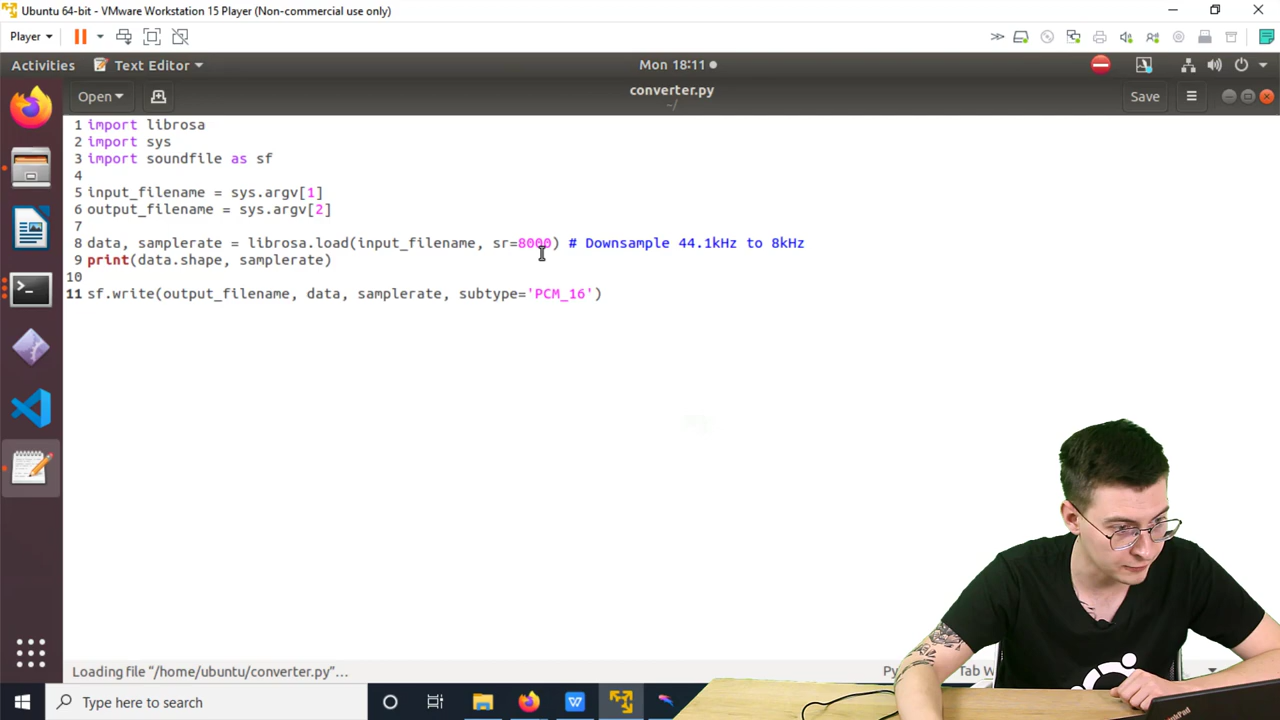 Ubuntu 64-bit - VMware Workstation 15 Player (Non-commercial use only)
Player
Activities
Text Editor
Mon 18:11
Open
converter.py
~/
Save
1 import librosa
2 import sys
3 import soundfile as sf
4
5 input_filename = sys.argv[1]
6 output_filename = sys.argv[2]
7
8 data, samplerate = librosa.load(input_filename, sr=8000) # Downsample 44.1kHz to 8kHz
9 print(data.shape, samplerate)
10
11 sf.write(output_filename, data, samplerate, subtype='PCM_16')
Loading file “/home/ubuntu/converter.py”...
Tab W
Type here to search
ThinkPad